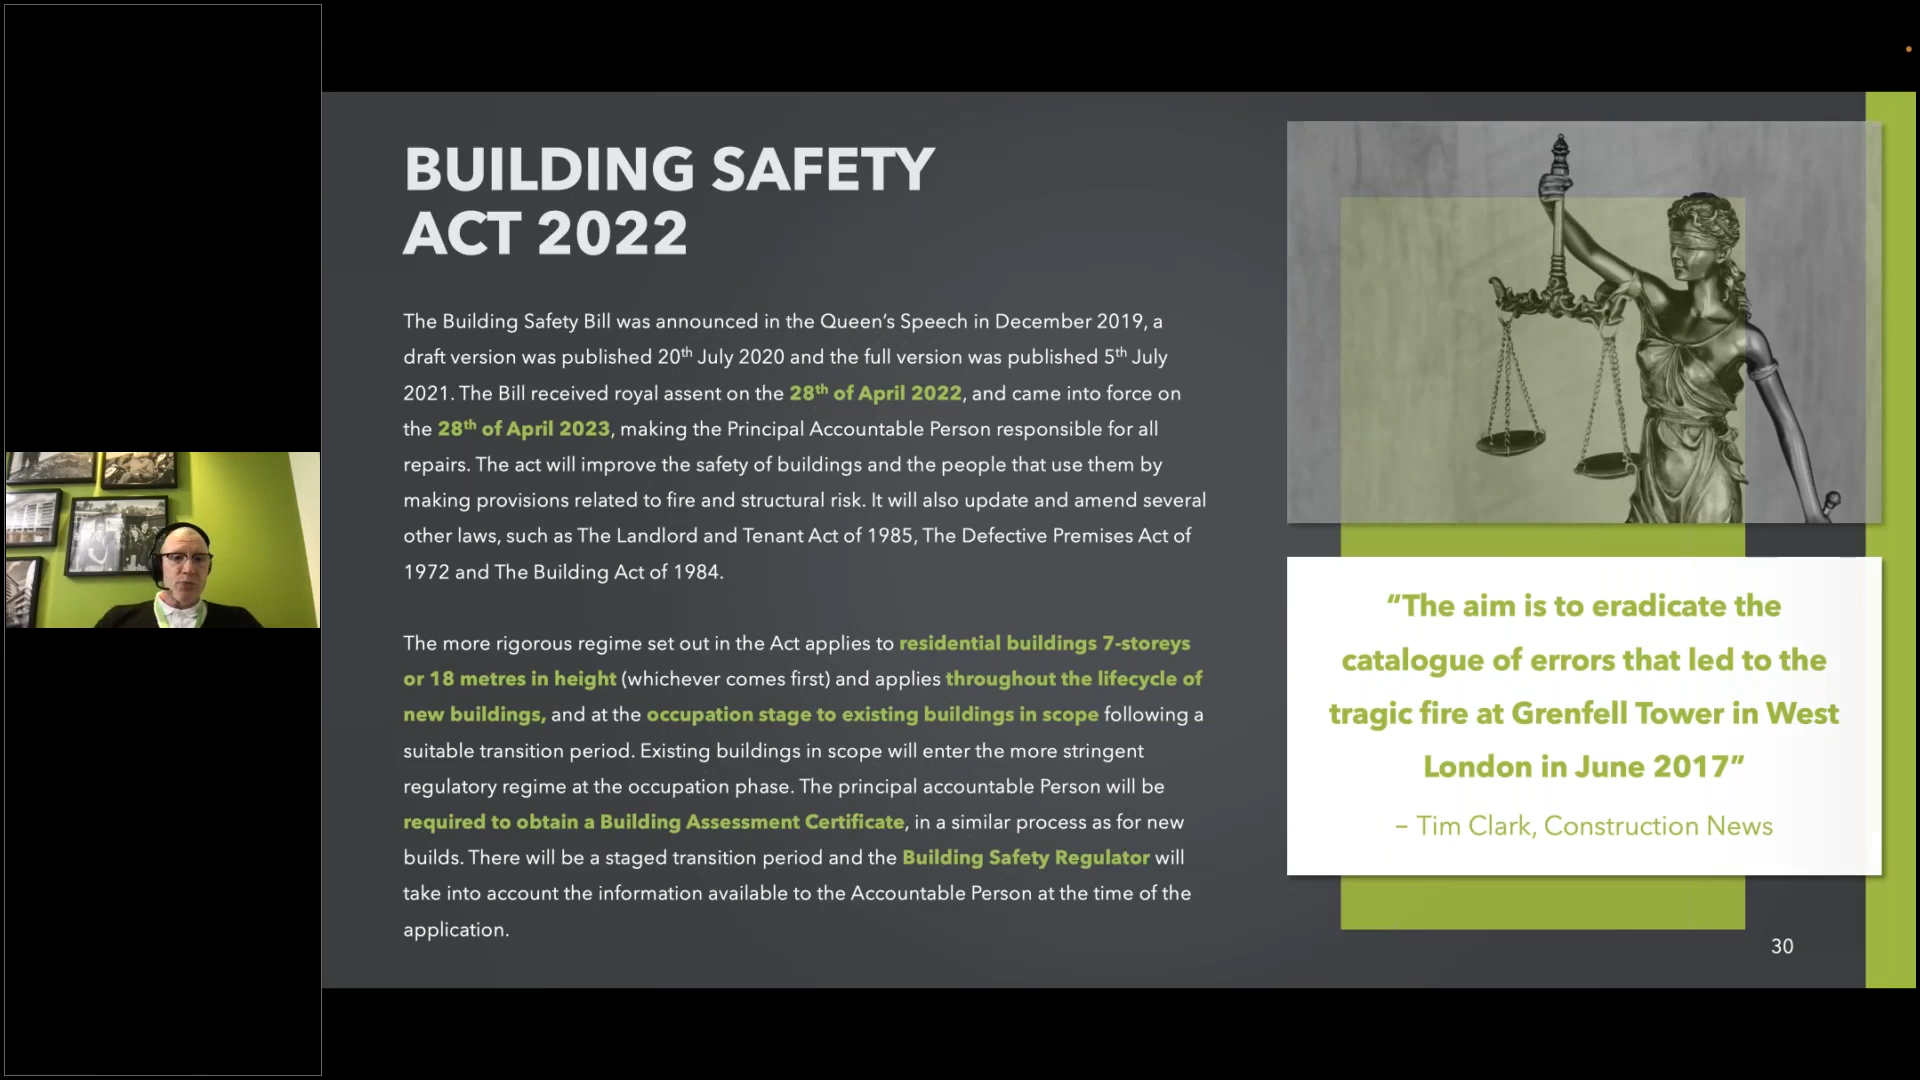 BUILDING SAFETY
ACT 2022
The Building Safety Bill was announced in the Queen’s Speech in December 2019, a
draft version was published 20th July 2020 and the full version was published 5th July
2021. The Bill received royal assent on the 28th of April 2022, and came into force on
the 28th of April 2023, making the Principal Accountable Person responsible for all
repairs. The act will improve the safety of buildings and the people that use them by
making provisions related to fire and structural risk. It will also update and amend several
other laws, such as The Landlord and Tenant Act of 1985, The Defective Premises Act of
1972 and The Building Act of 1984.
The more rigorous regime set out in the Act applies to residential buildings 7-storeys
or 18 metres in height (whichever comes first) and applies throughout the lifecycle of
new buildings, and at the occupation stage to existing buildings in scope following a
suitable transition period. Existing buildings in scope will enter the more stringent
regulatory regime at the occupation phase. The principal accountable Person will be
required to obtain a Building Assessment Certificate, in a similar process as for new
builds. There will be a staged transition period and the Building Safety Regulator will
take into account the information available to the Accountable Person at the time of the
application.
”The aim is to eradicate the
catalogue of errors that led to the
tragic fire at Grenfell Tower in West
London in June 2017”
– Tim Clark, Construction News
30